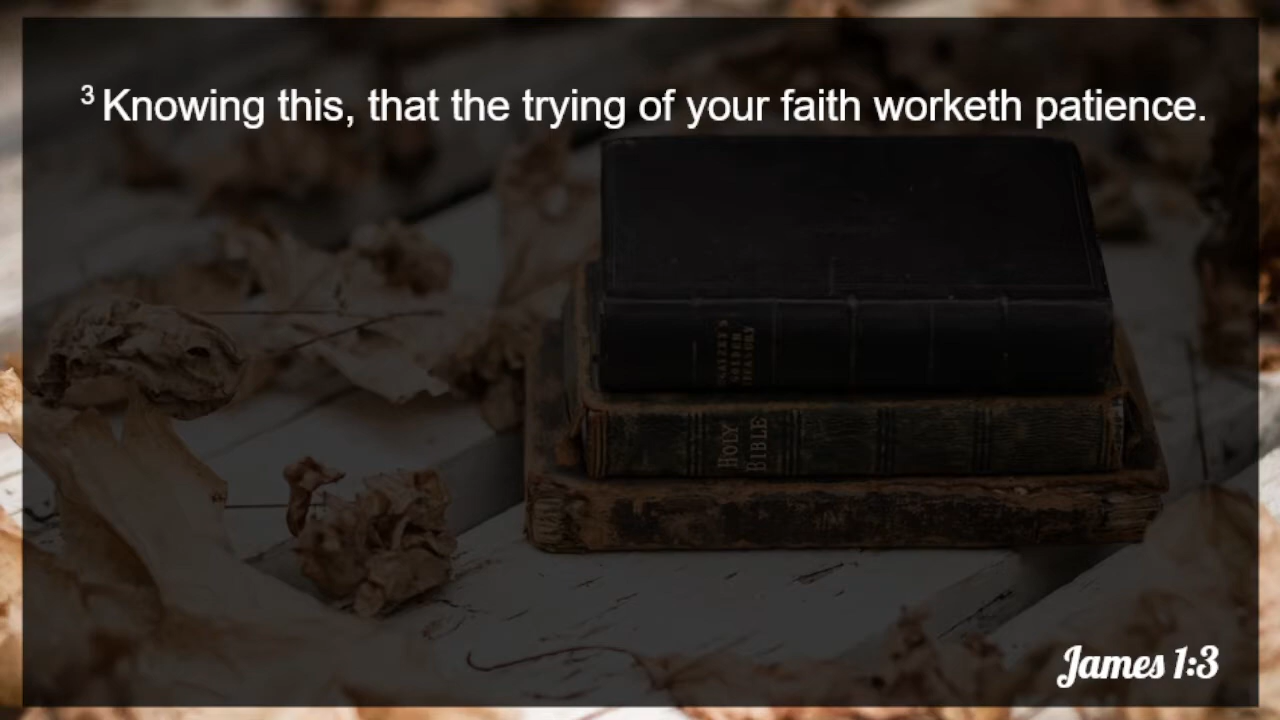 3 Knowing this, that the trying of your faith worketh patience.
HOLY
BIBLE
James 1:3